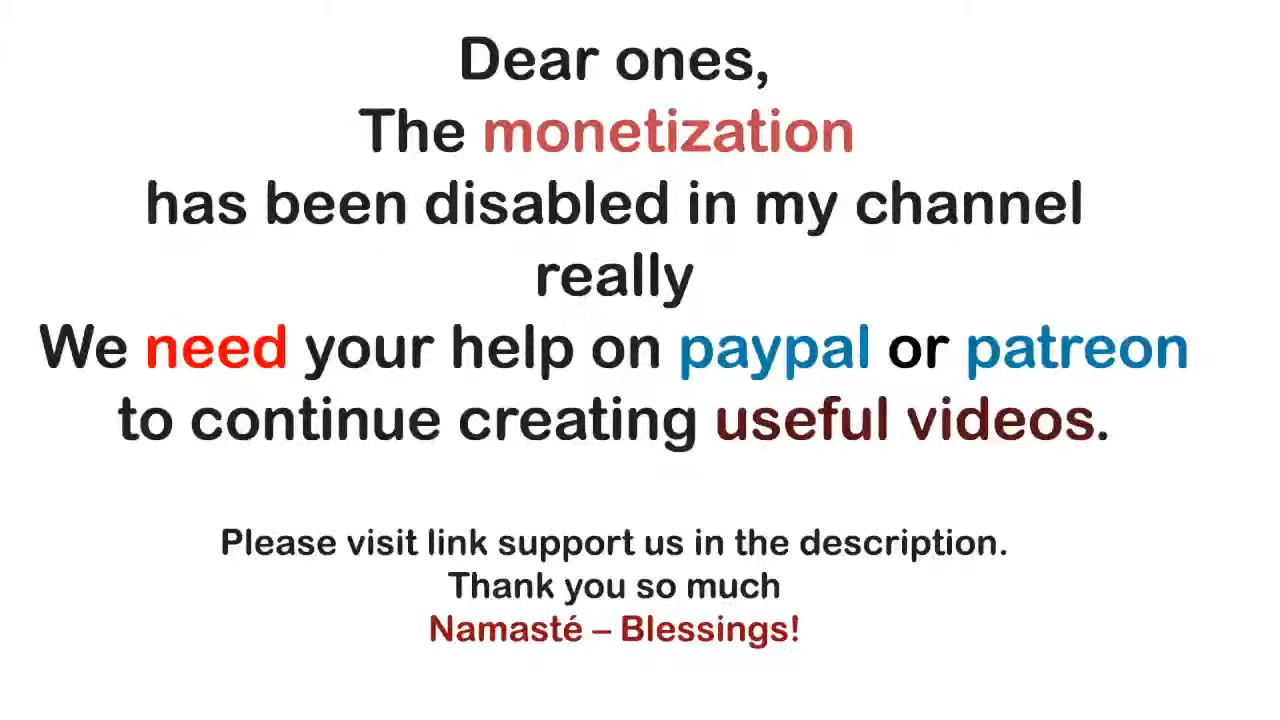 Dear ones,
The monetization
has been disabled in my channel
really
We need your help on paypal or patreon
to continue creating useful videos.
Please visit link support us in the description.
Thank you so much
Namasté – Blessings!